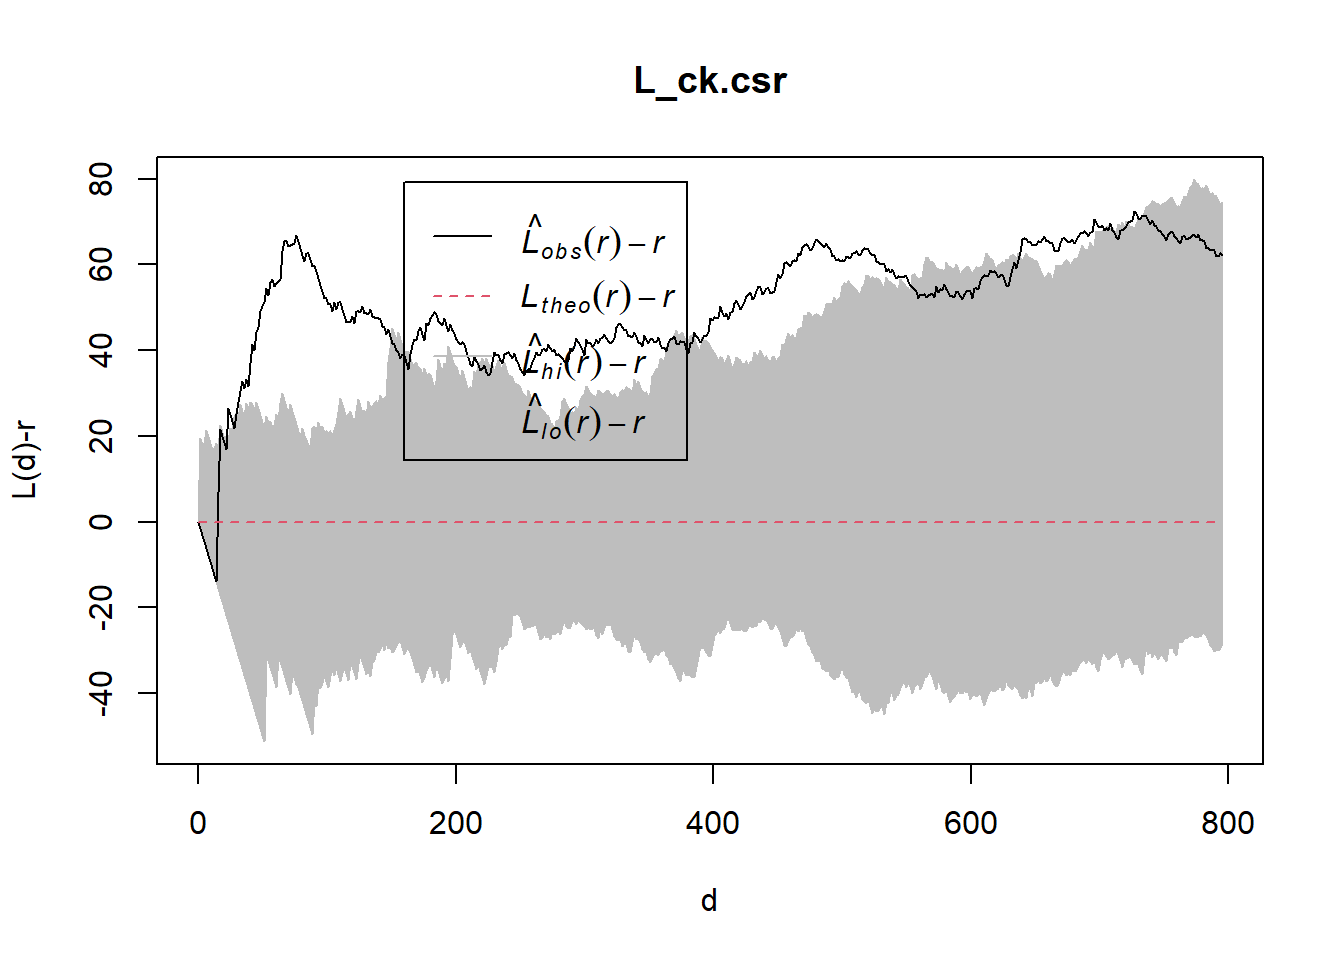 L_ck.csr
L(d)-r
80
60
40
20
0
-20
-40
L̂obs(r) − r
Ltheo(r) − r
L̂hi(r) − r
L̂lo(r) − r
0 200 400 600 800
d